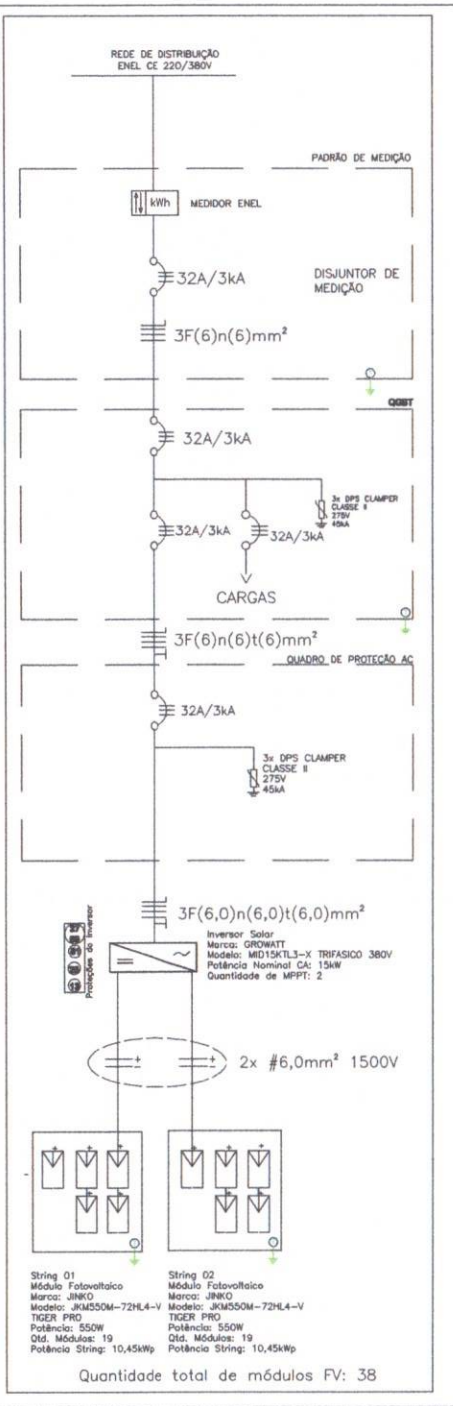 REDE DE DISTRIBUIÇÃO
ENEL CE 220/380V
PADRÃO DE MEDIÇÃO
kWh
MEDIDOR ENEL
32A/3kA
DISJUNTOR DE
MEDIÇÃO
3F(6)n(6)mm²
QGBT
32A/3kA
3x DPS CLAMPER
CLASSE II
275V
45kA
32A/3kA
32A/3kA
CARGAS
3F(6)n(6)t(6)mm²
QUADRO DE PROTEÇÃO AC
32A/3kA
3x DPS CLAMPER
CLASSE II
275V
45kA
3F(6,0)n(6,0)t(6,0)mm²
Proteções do Inversor
Inversor Solar
Marca: GROWATT
Modelo: MID15KTL3-X TRIFASICO 380V
Potência Nominal CA: 15kW
Quantidade de MPPT: 2
2x #6,0mm² 1500V
String 01
Módulo Fotovoltaico
Marca: JINKO
Modelo: JKM550M-72HL4-V
TIGER PRO
Potência: 550W
Qtd. Módulos: 19
Potência String: 10,45kWp
String 02
Módulo Fotovoltaico
Marca: JINKO
Modelo: JKM550M-72HL4-V
TIGER PRO
Potência: 550W
Qtd. Módulos: 19
Potência String: 10,45kWp
Quantidade total de módulos FV: 38